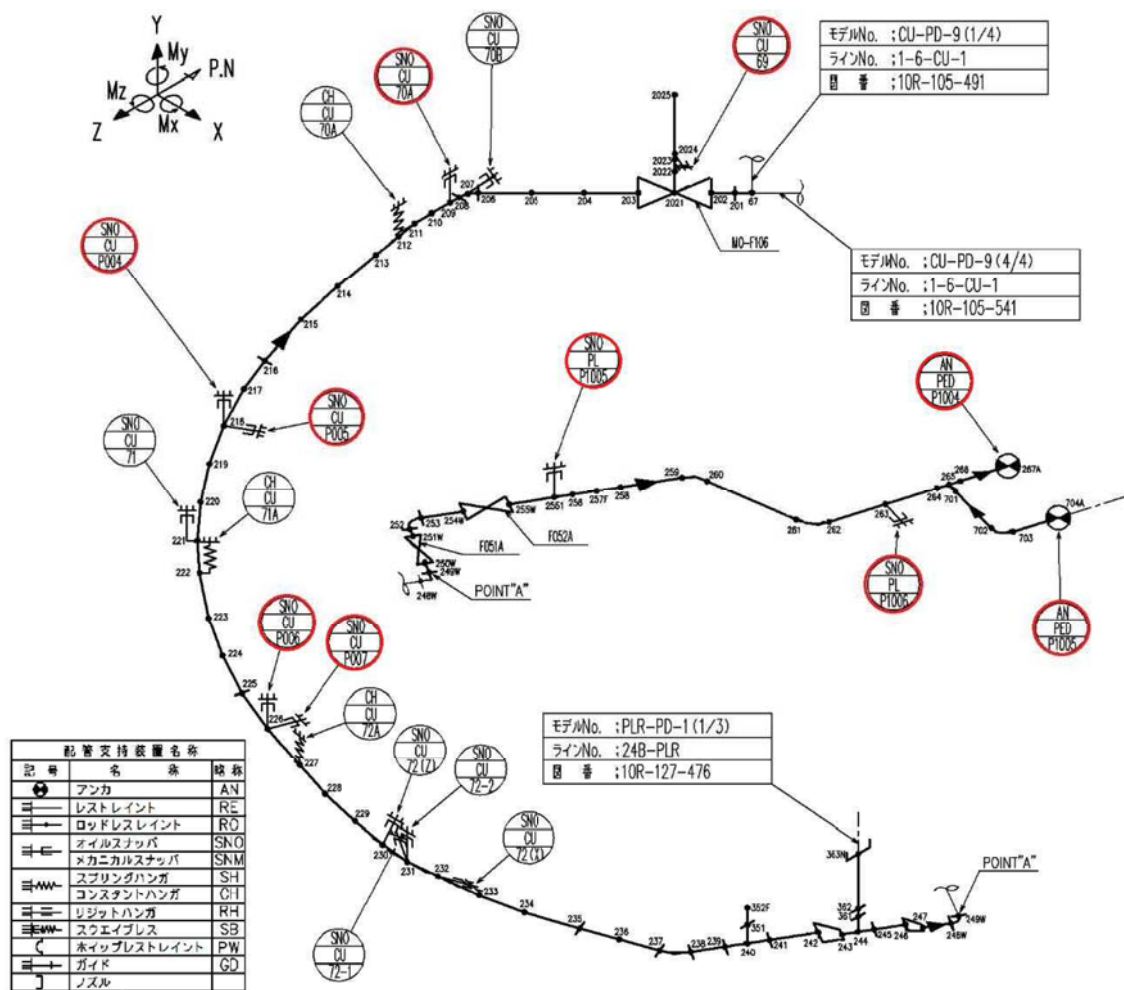 Y
My
P.N
Mz
Z
Mx
X
SNO
CU
70B
SNO
CU
70A
CH
CU
70A
SNO
CU
69
モデルNo. ;CU-PD-9(1/4)
ラインNo. ;1-6-CU-1
図 番 ;10R-105-491
2025
2024
2023
2022
207
206
205
204
203
2021
202
201
67
208
209
210
211
212
213
214
215
216
217
218
MO-F106
モデルNo. ;CU-PD-9(4/4)
ラインNo. ;1-6-CU-1
図 番 ;10R-105-541
SNO
CU
P004
SNO
CU
P005
SNO
CU
71
CH
CU
71A
219
220
221
222
223
224
225
226
SNO
PL
P1005
AN
PED
P1004
259
260
268
265
267A
264
701
704A
258
257F
256
2551
255W
254W
253
252
251W
250W
249W
248W
F051A
F052A
POINT"A"
261
262
263
702
703
SNO
PL
P1006
AN
PED
P1005
SNO
CU
P006
SNO
CU
P007
CH
CU
72A
SNO
CU
72(Z)
SNO
CU
72-2
SNO
CU
72(X)
SNO
CU
72-1
227
228
229
230
231
232
233
234
235
236
237
238
239
240
241
242
243
244
245
246
247
248W
249W
352F
351
363N
362
361
POINT"A"
モデルNo. ;PLR-PD-1(1/3)
ラインNo. ;24B-PLR
図 番 ;10R-127-476
配管支持装置名称
記号 名称 略称
アンカ AN
レストレイント RE
ロッドレスレイント RO
オイルスナッバ SNO
メカニカルスナッバ SNM
スプリングハンガ SH
コンスタントハンガ CH
リジットハンガ RH
スウエイブレス SB
ホイップレストレイント PW
ガイド GD
ノズル